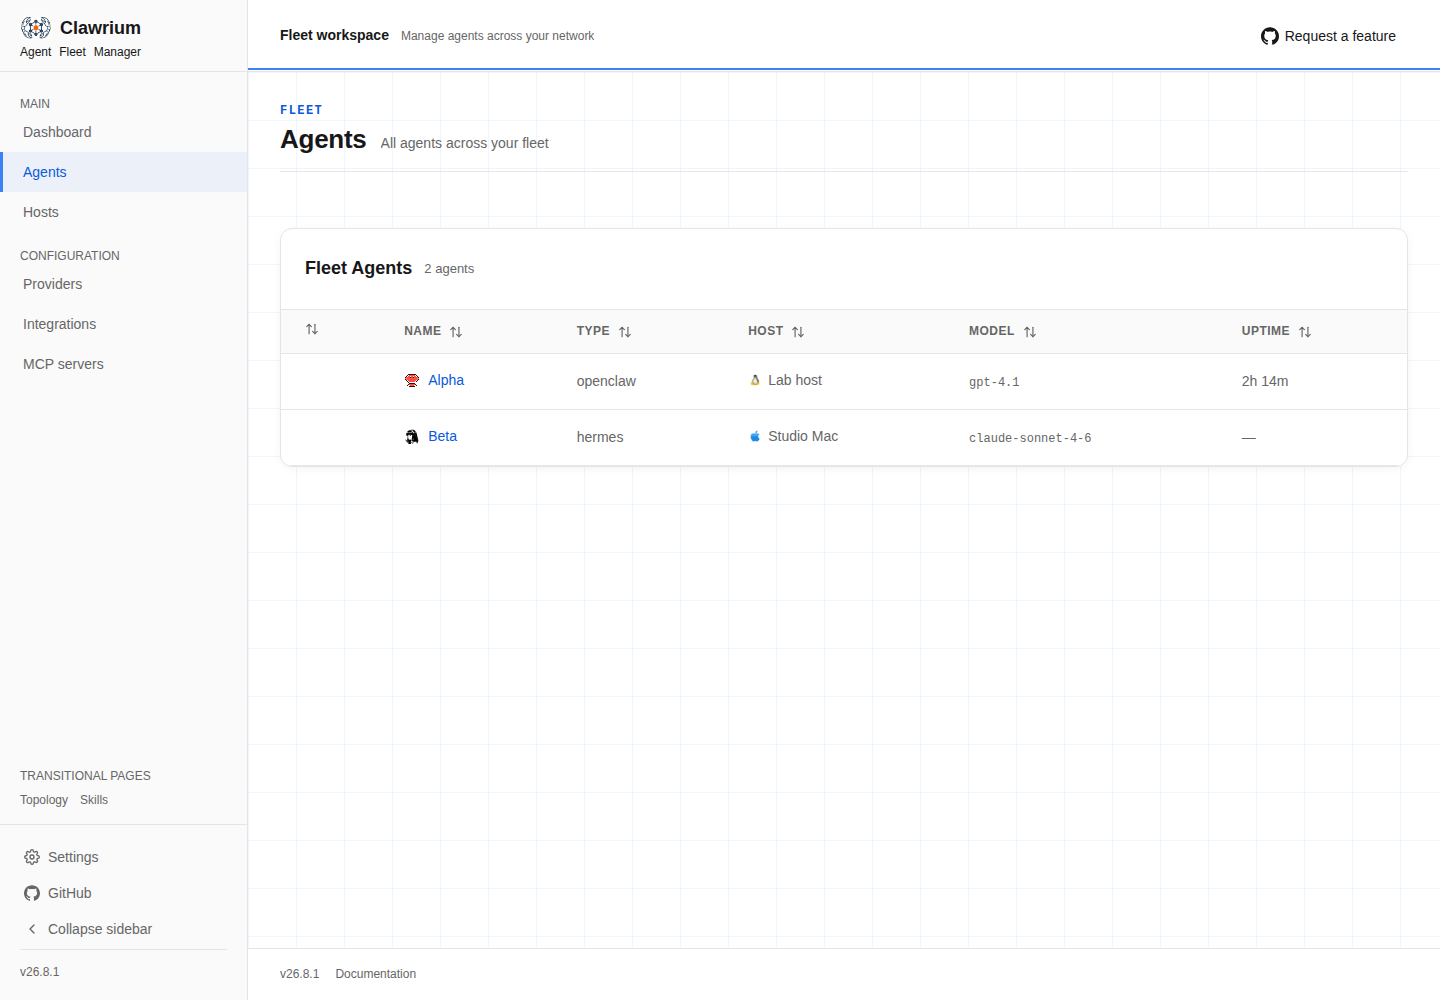 Clawrium
Agent Fleet Manager
MAIN
Dashboard
Agents
Hosts
CONFIGURATION
Providers
Integrations
MCP servers
TRANSITIONAL PAGES
Topology Skills
Settings
GitHub
Collapse sidebar
v26.8.1
Fleet workspace Manage agents across your network
Request a feature
FLEET
Agents All agents across your fleet
Fleet Agents 2 agents
NAME TYPE HOST MODEL UPTIME
Alpha openclaw Lab host gpt-4.1 2h 14m
Beta hermes Studio Mac claude-sonnet-4-6 —
v26.8.1 Documentation